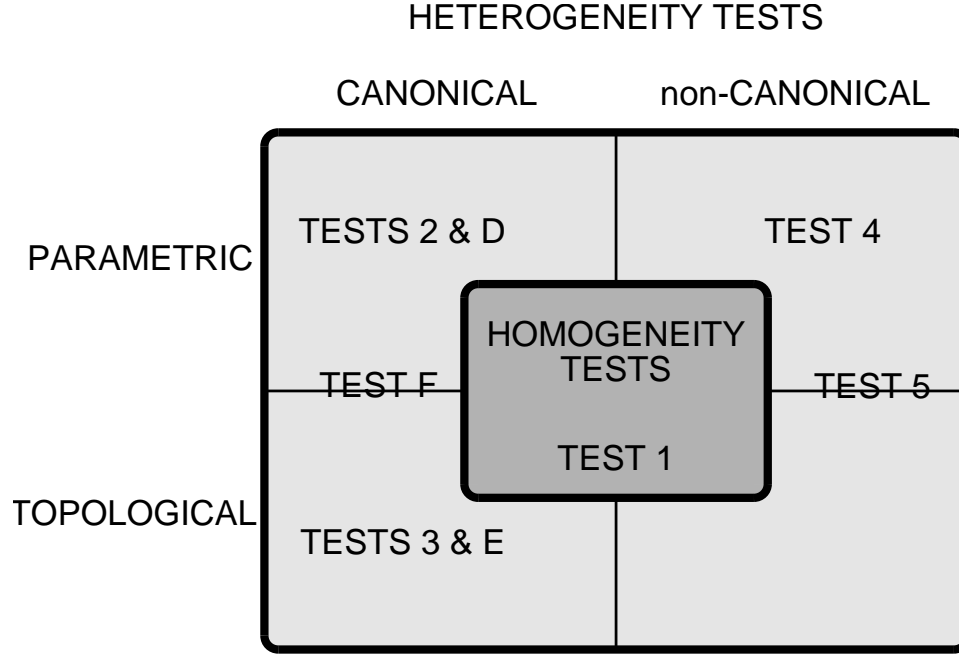 HETEROGENEITY TESTS
CANONICAL
non-CANONICAL
TESTS 2 & D
TEST 4
PARAMETRIC
HOMOGENEITY
TESTS
TEST F
TEST 5
TEST 1
TOPOLOGICAL
TESTS 3 & E